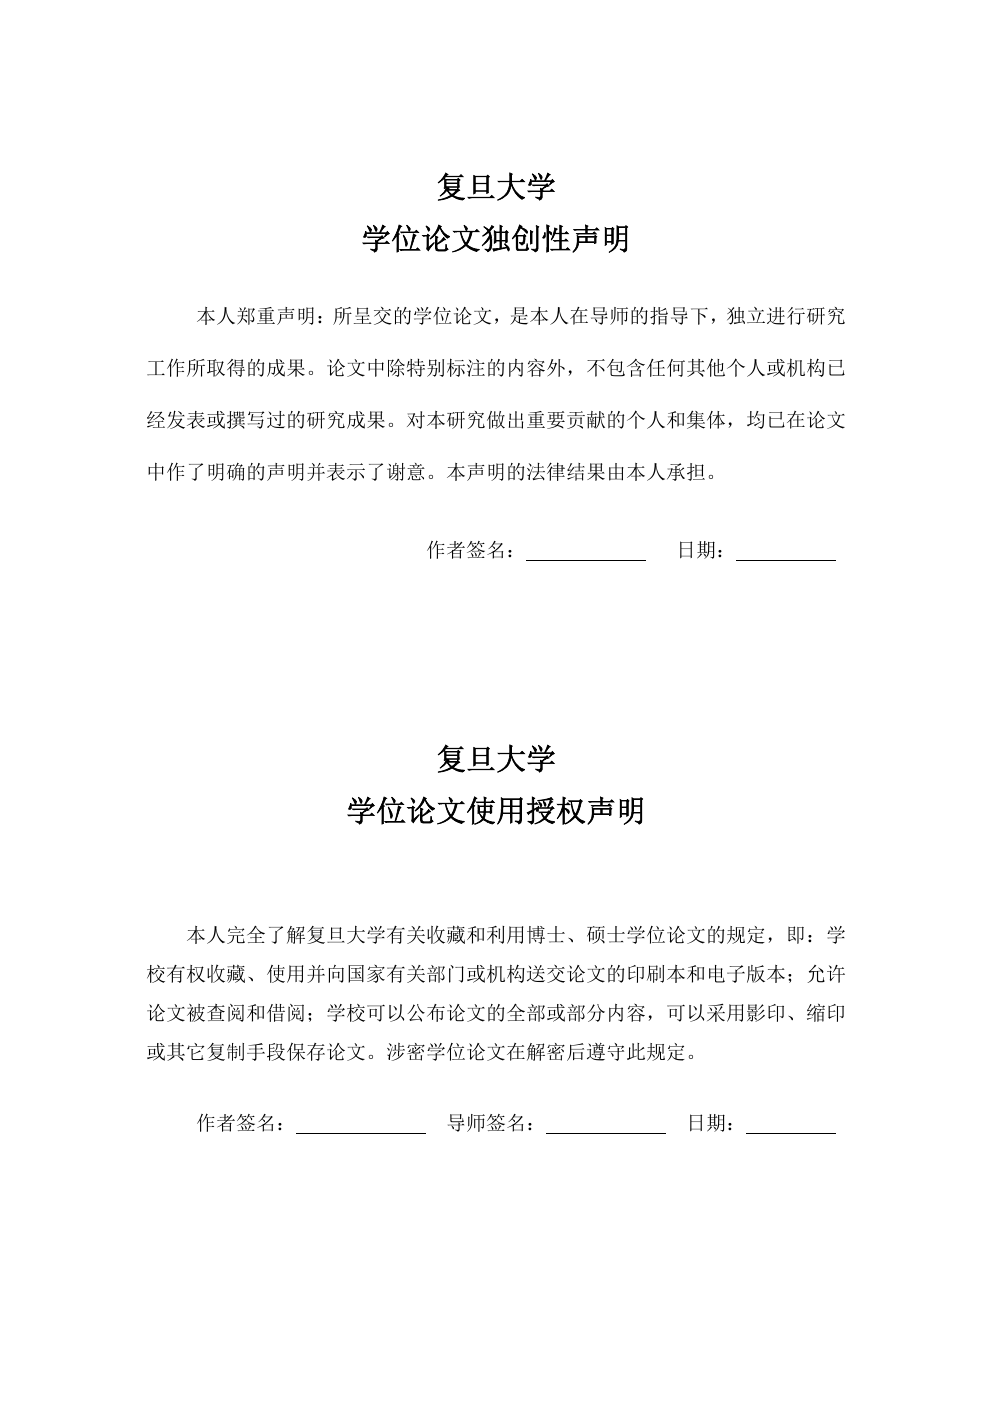 复旦大学
学位论文独创性声明
本人郑重声明：所呈交的学位论文，是本人在导师的指导下，独立进行研究
工作所取得的成果。论文中除特别标注的内容外，不包含任何其他个人或机构已
经发表或撰写过的研究成果。对本研究做出重要贡献的个人和集体，均已在论文
中作了明确的声明并表示了谢意。本声明的法律结果由本人承担。
作者签名：____________ 日期：__________
复旦大学
学位论文使用授权声明
本人完全了解复旦大学有关收藏和利用博士、硕士学位论文的规定，即：学
校有权收藏、使用并向国家有关部门或机构送交论文的印刷本和电子版本；允许
论文被查阅和借阅；学校可以公布论文的全部或部分内容，可以采用影印、缩印
或其它复制手段保存论文。涉密学位论文在解密后遵守此规定。
作者签名：_____________ 导师签名：____________ 日期：_________